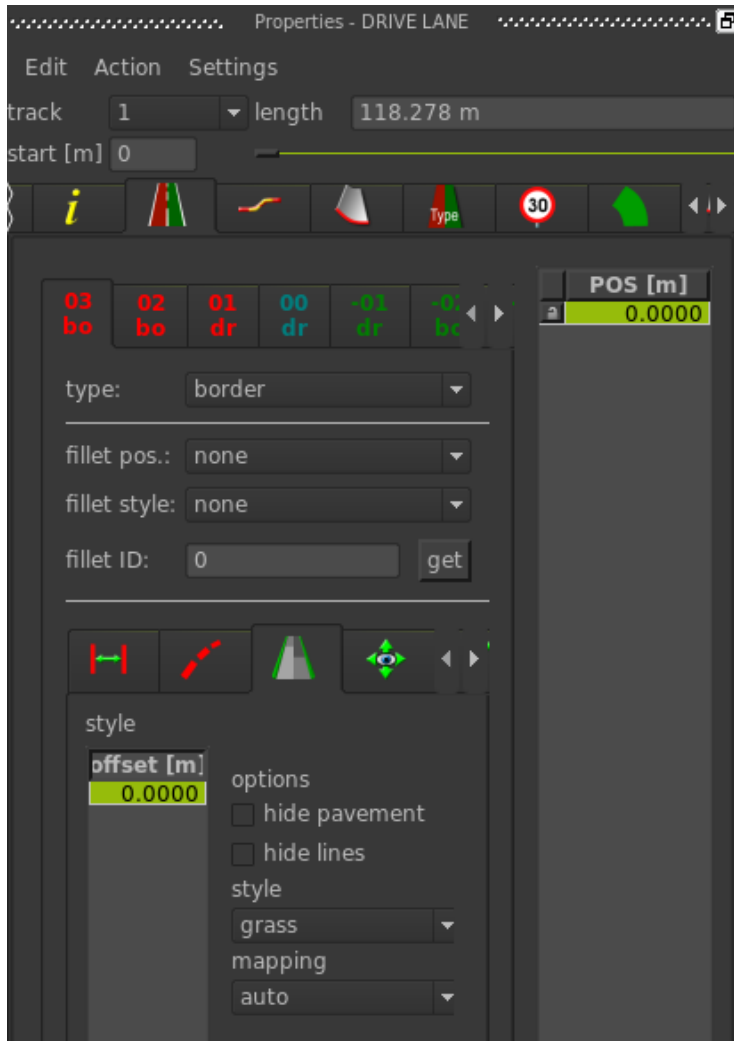 Properties - DRIVE LANE
Edit Action Settings
track 1 length 118.278 m
start [m] 0
i Type 30
03 bo 02 bo 01 dr 00 dr -01 dr
POS [m]
0.0000
type: border
fillet pos.: none
fillet style: none
fillet ID: 0 get
style
offset [m]
0.0000
options
hide pavement
hide lines
style
grass
mapping
auto